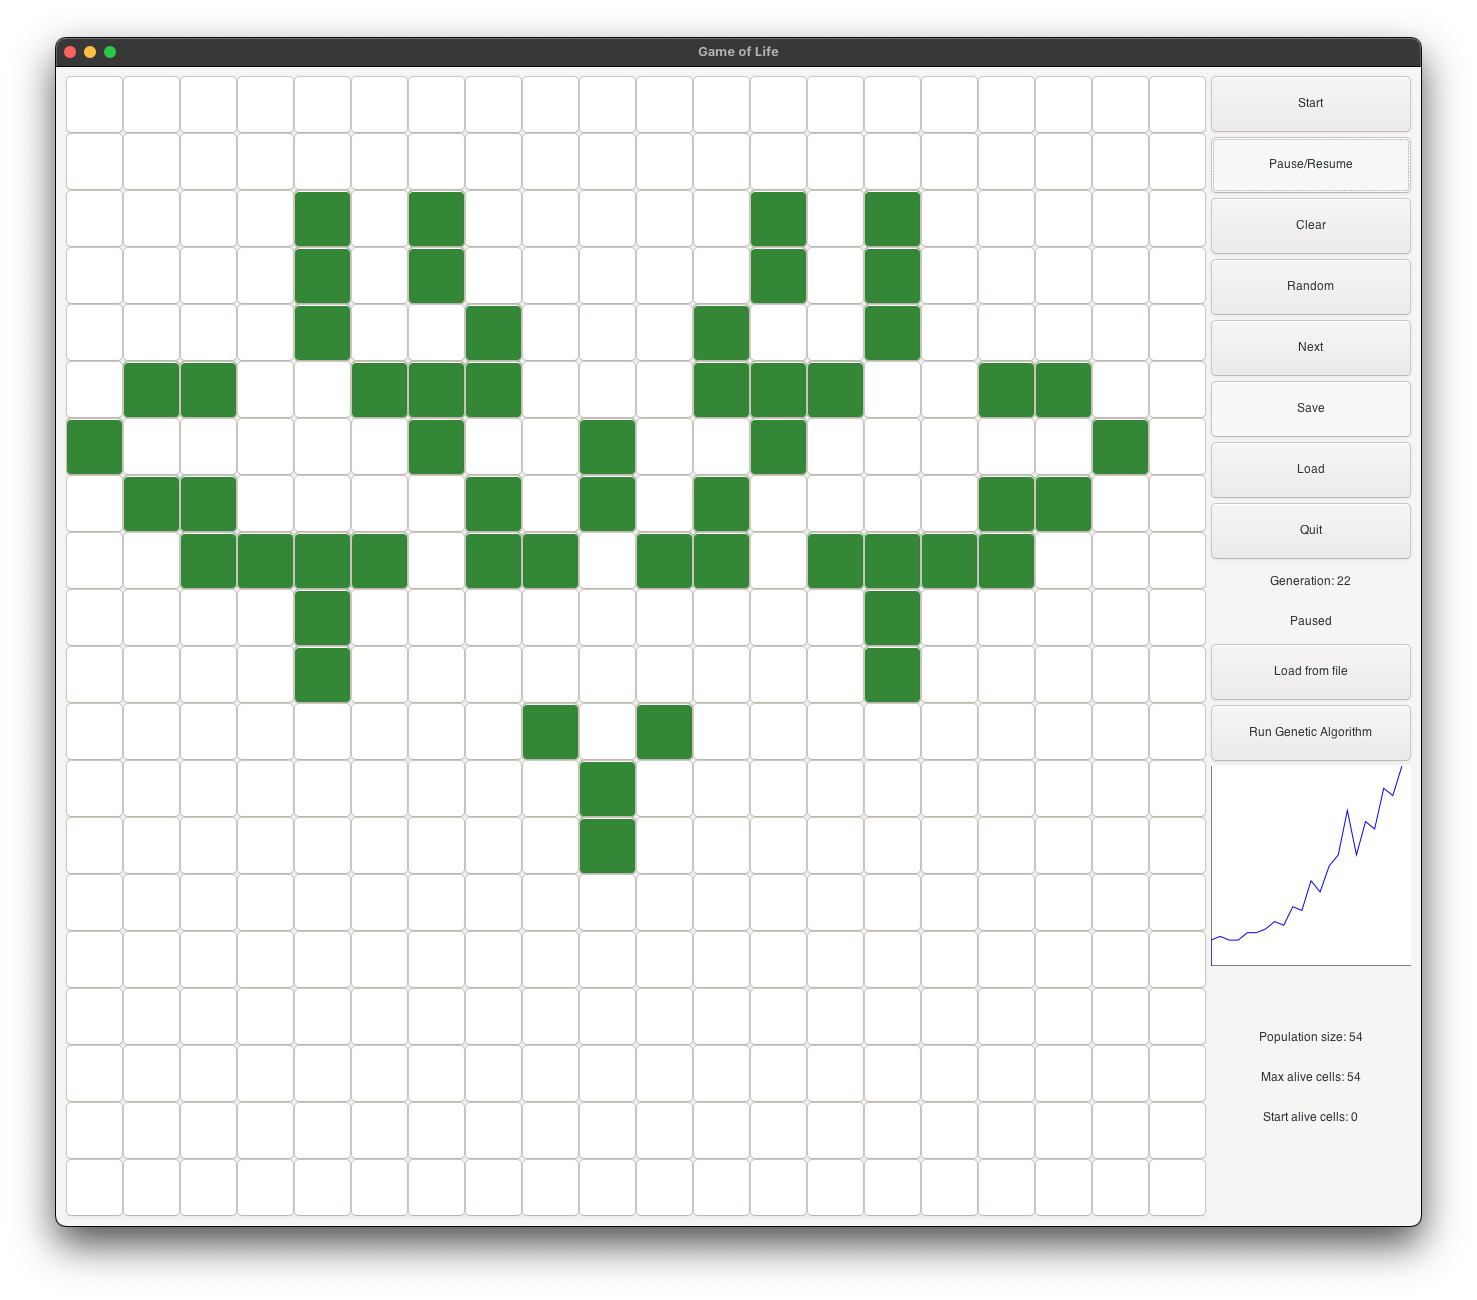 Game of Life
Start
Pause/Resume
Clear
Random
Next
Save
Load
Quit
Generation: 22
Paused
Load from file
Run Genetic Algorithm
Population size: 54
Max alive cells: 54
Start alive cells: 0